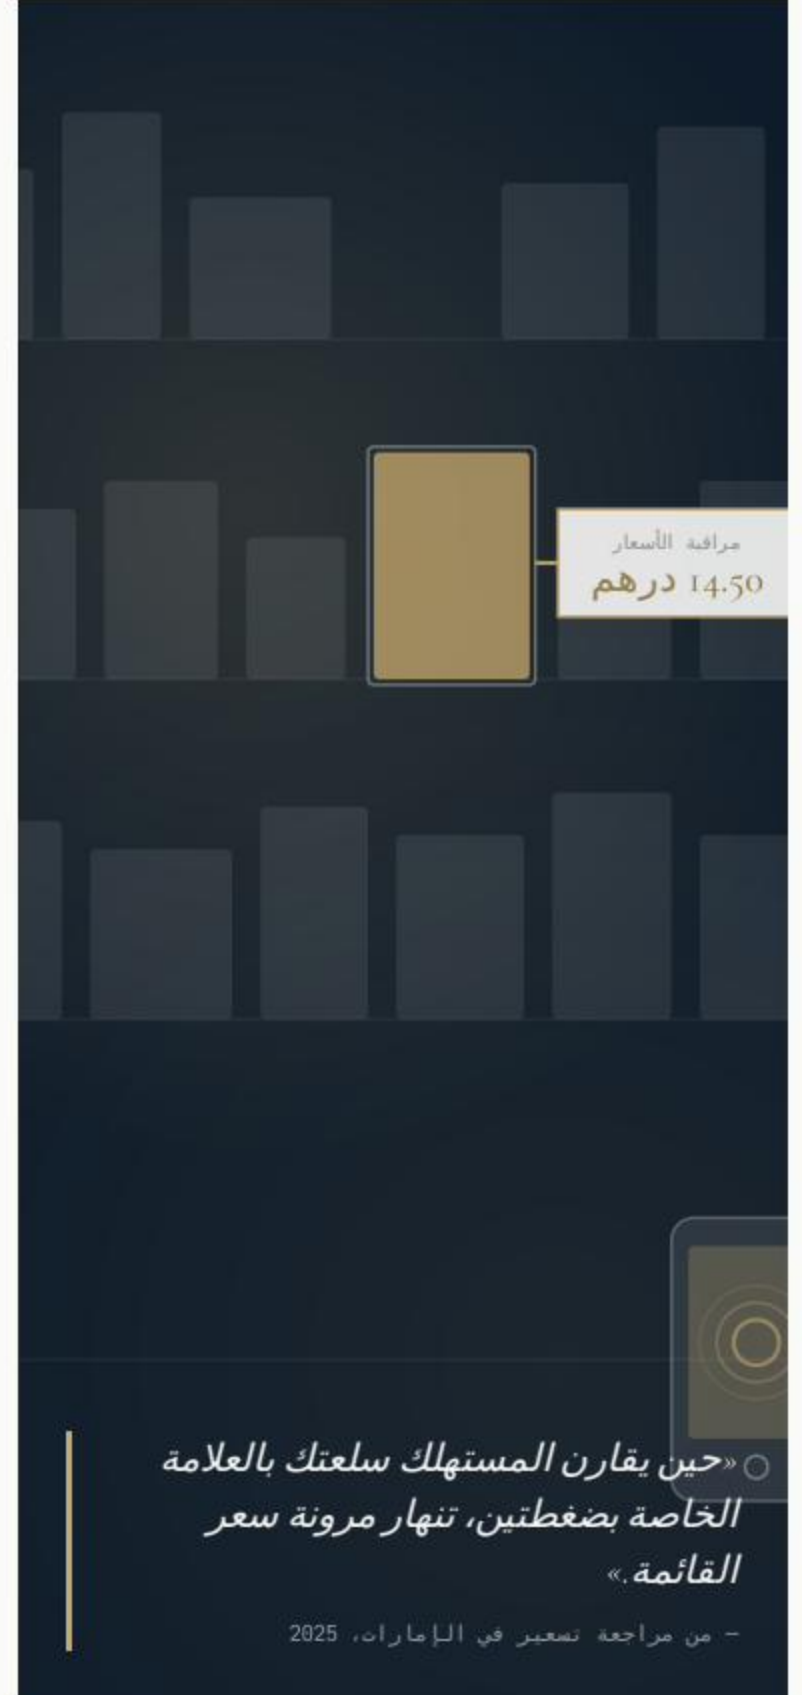 مراقبة الأسعار
14.50 درهم
«حين يقارن المستهلك سلعتك بالعلامة
الخاصة بضغطتين، تنهار مرونة سعر
القائمة.»
— من مراجعة تسعير في الإمارات، 2025